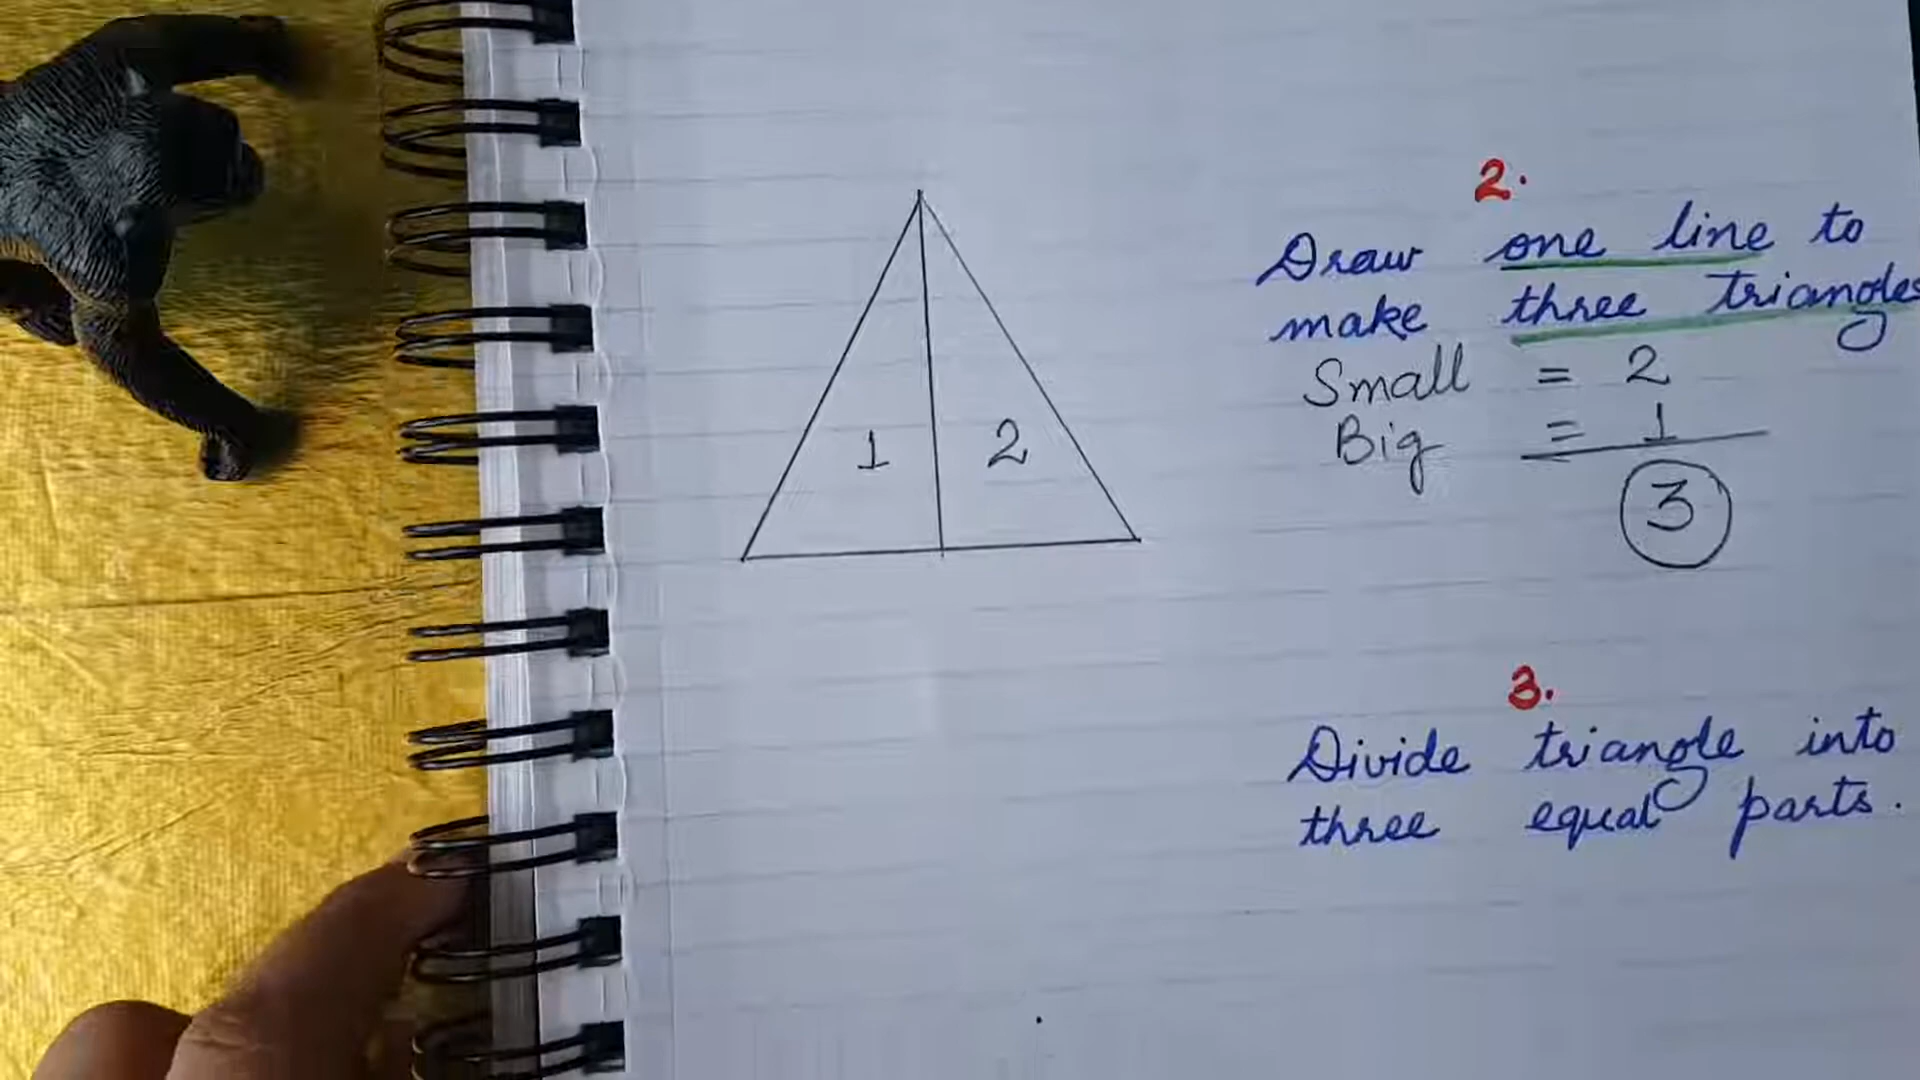 2.
Draw one line to
make three triangles
Small = 2
Big = 1
3
1 2
3.
Divide triangle into
three equal parts.